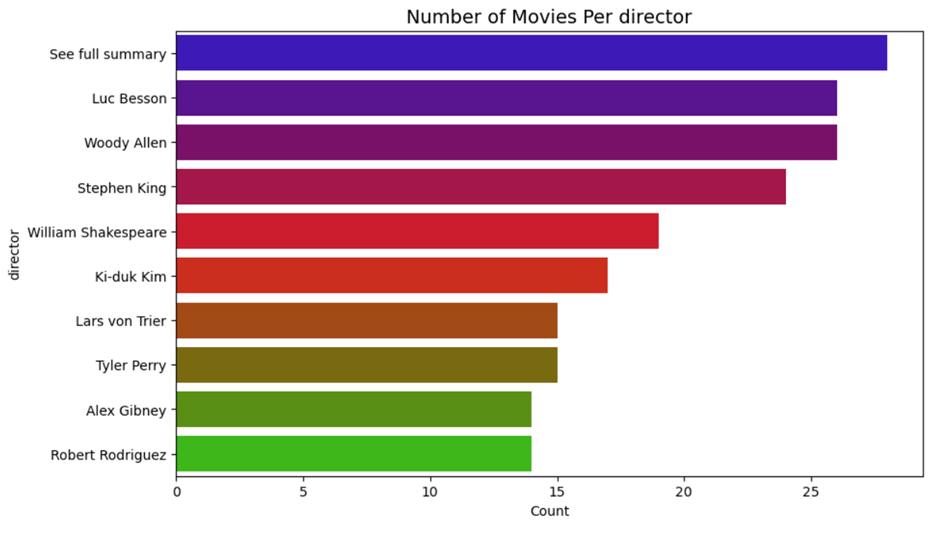 Number of Movies Per director
See full summary
Luc Besson
Woody Allen
Stephen King
William Shakespeare
Ki-duk Kim
Lars von Trier
Tyler Perry
Alex Gibney
Robert Rodriguez
director
0 5 10 15 20 25
Count